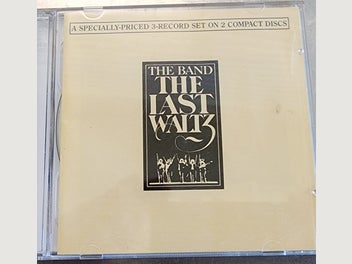 A SPECIALLY-PRICED 3-RECORD SET ON 2 COMPACT DISCS
THE BAND
THE
LAST
WALTZ